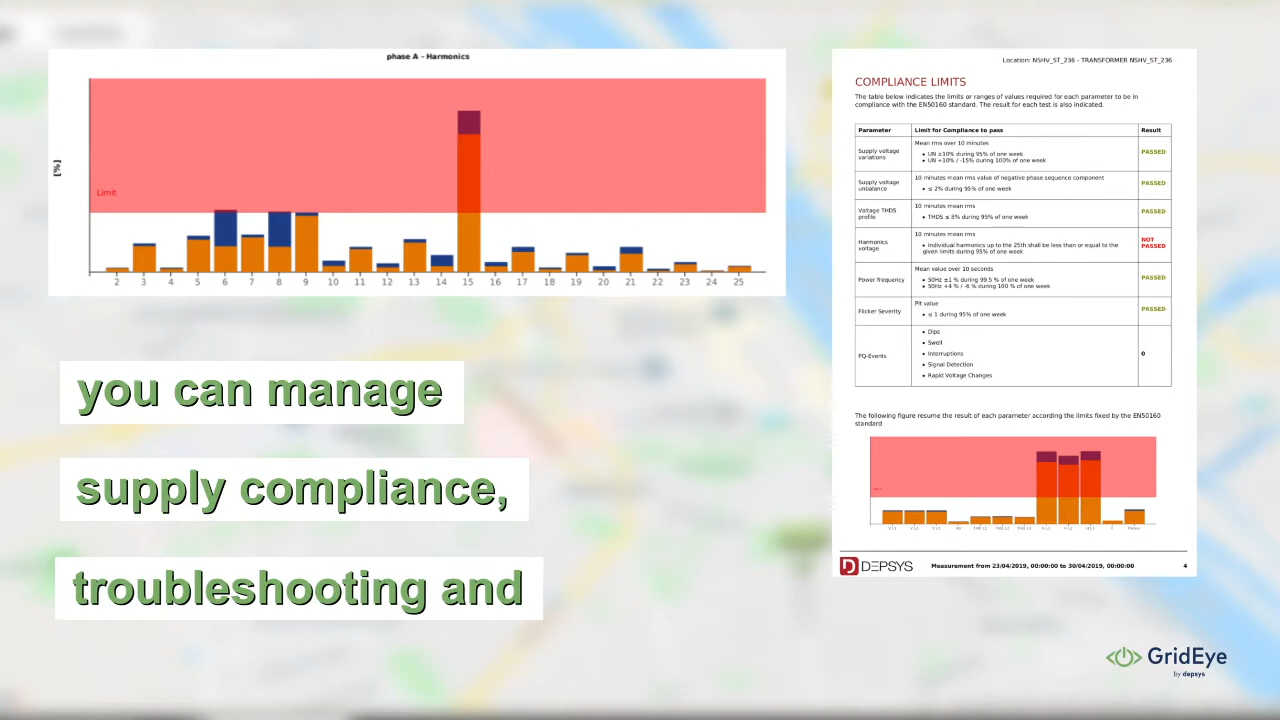 phase A - Harmonics
[%]
Limit
2 3 4 5 6 7 8 9 10 11 12 13 14 15 16 17 18 19 20 21 22 23 24 25
you can manage
supply compliance,
troubleshooting and
Location: NSHV_ST_236 - TRANSFORMER NSHV_ST_236
COMPLIANCE LIMITS
The table below indicates the limits or ranges of values required for each parameter to be in
compliance with the EN50160 standard. The result for each test is also indicated.
Parameter Limit for Compliance to pass Result
Supply voltage
variations
Mean rms over 10 minutes
• UN ±10% during 95% of one week
• UN +10% / -15% during 100% of one week
PASSED
Supply voltage
unbalance
10 minutes mean rms value of negative phase sequence component
• ≤ 2% during 95% of one week
PASSED
Voltage THDS
profile
10 minutes mean rms
• THDS ≤ 8% during 95% of one week
PASSED
Harmonics
voltage
10 minutes mean rms
• Individual harmonics up to the 25th shall be less than or equal to the
given limits during 95% of one week
NOT
PASSED
Power frequency
Mean value over 10 seconds
• 50Hz ±1 % during 99.5 % of one week
• 50Hz +4 % / -6 % during 100 % of one week
PASSED
Flicker Severity
Plt value
• ≤ 1 during 95% of one week
PASSED
PQ-Events
• Dips
• Swell
• Interruptions
• Signal Detection
• Rapid Voltage Changes
0
The following figure resume the result of each parameter according the limits fixed by the EN50160
standard
DEPSYS Measurement from 23/04/2019, 00:00:00 to 30/04/2019, 00:00:00 4
GridEye
by depsys